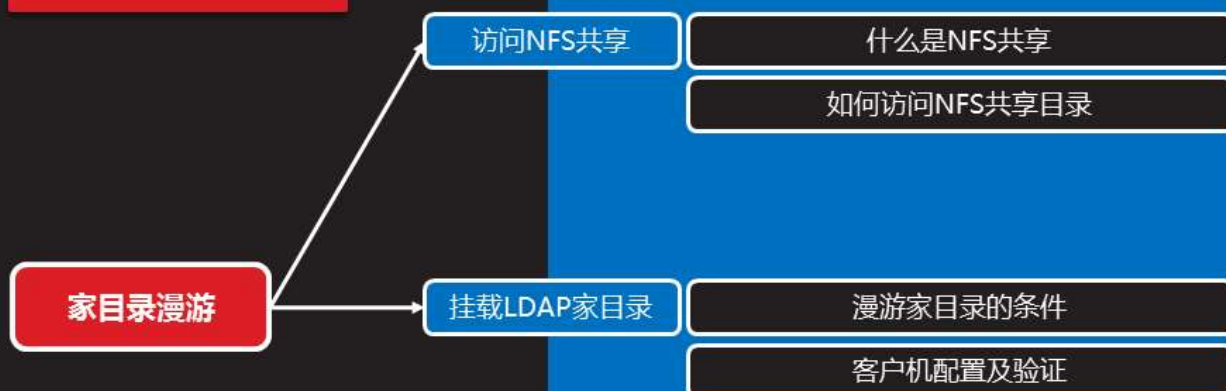 访问NFS共享
什么是NFS共享
如何访问NFS共享目录
家目录漫游
挂载LDAP家目录
漫游家目录的条件
客户机配置及验证